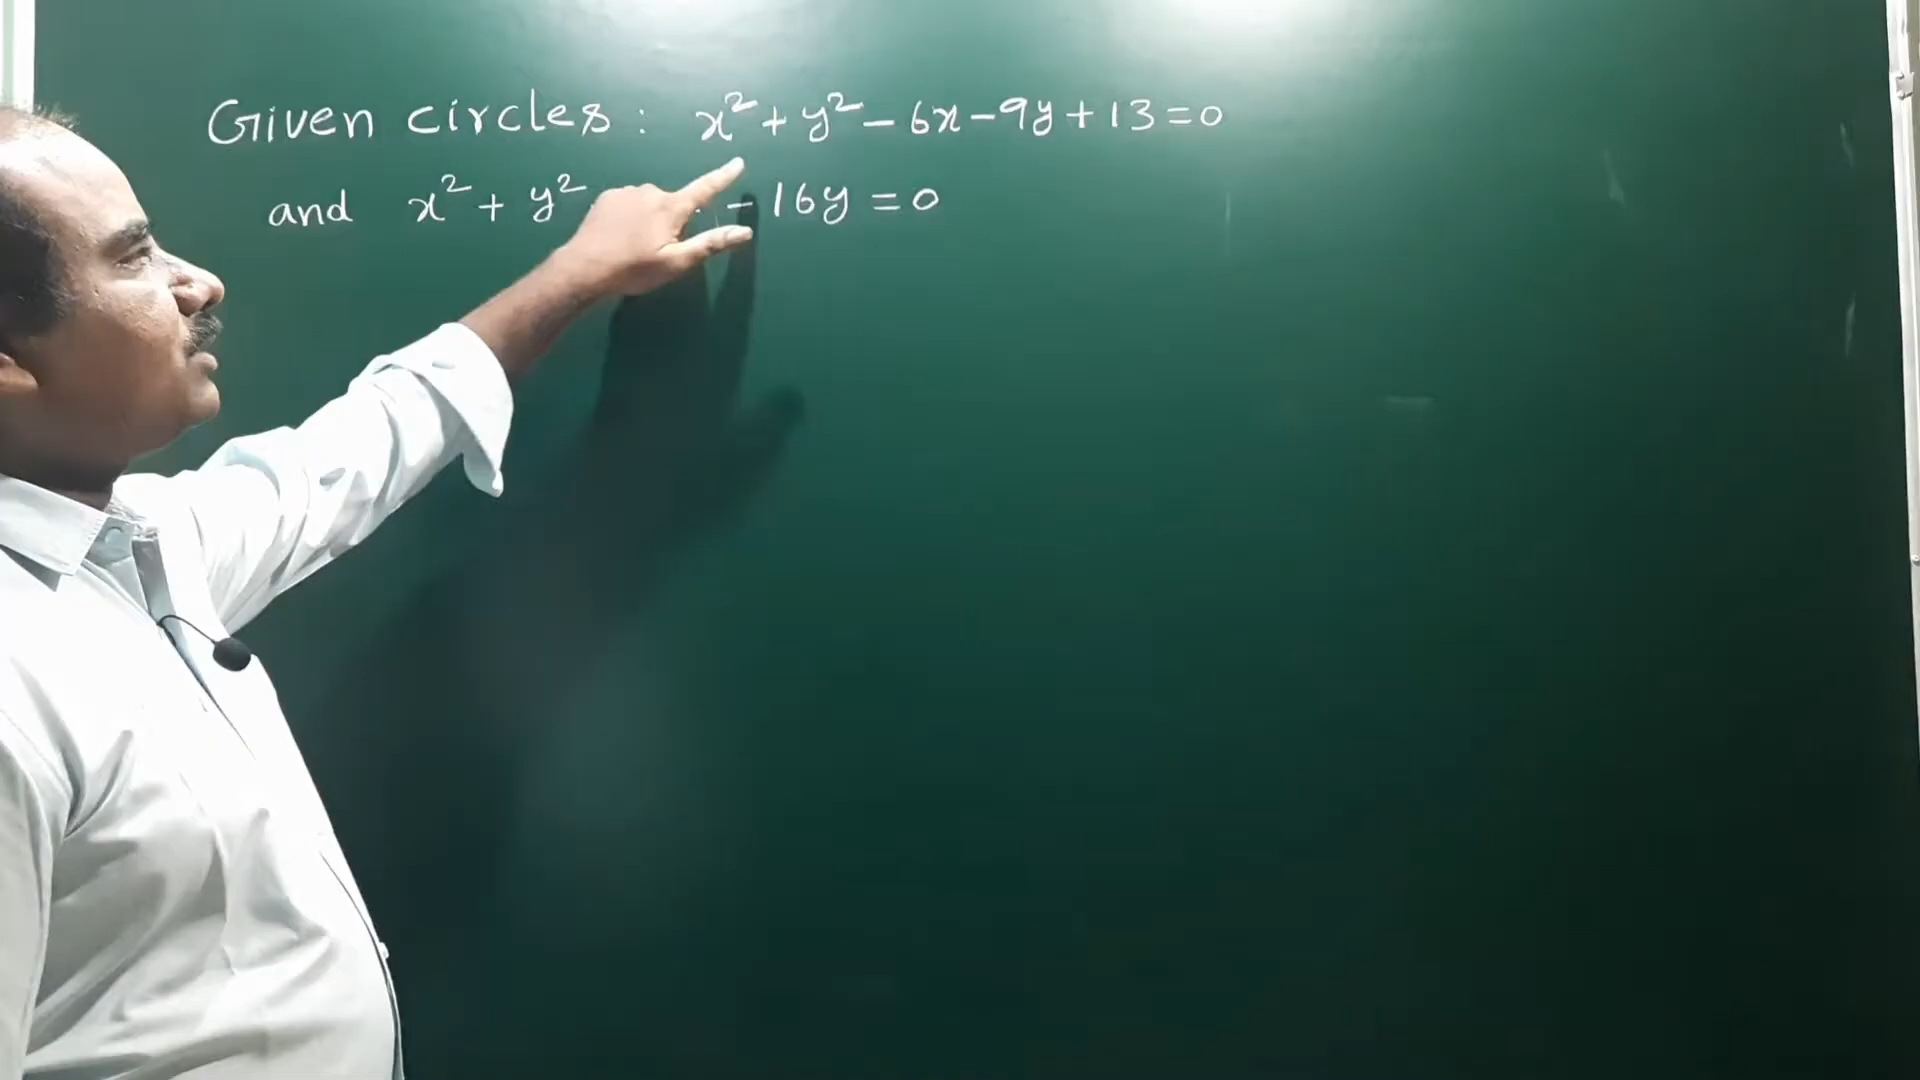 Given circles : x² + y² – 6x – 9y + 13 = 0
and x² + y² – 16y = 0